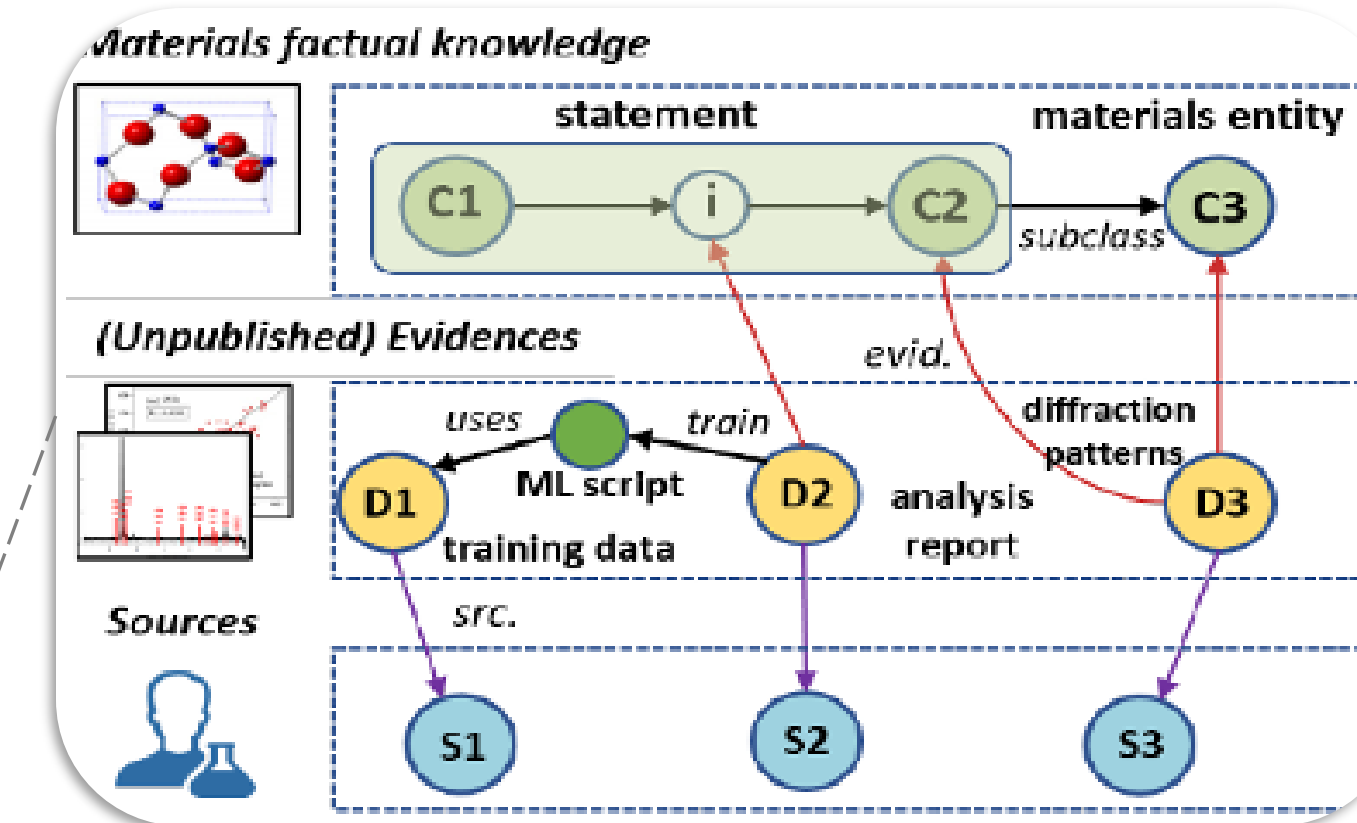 Materials factual knowledge
statement
materials entity
C1
i
C2
C3
subclass
(Unpublished) Evidences
evid.
uses
train
diffraction
patterns
D1
ML script
D2
analysis
report
D3
training data
Sources
src.
S1
S2
S3